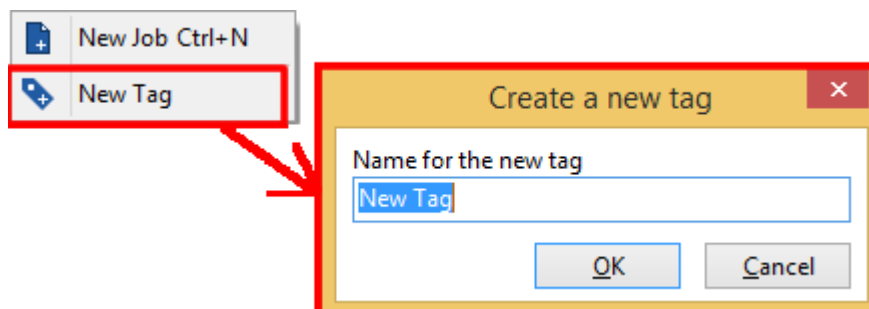 New Job Ctrl+N
New Tag
Create a new tag
Name for the new tag
New Tag
OK
Cancel